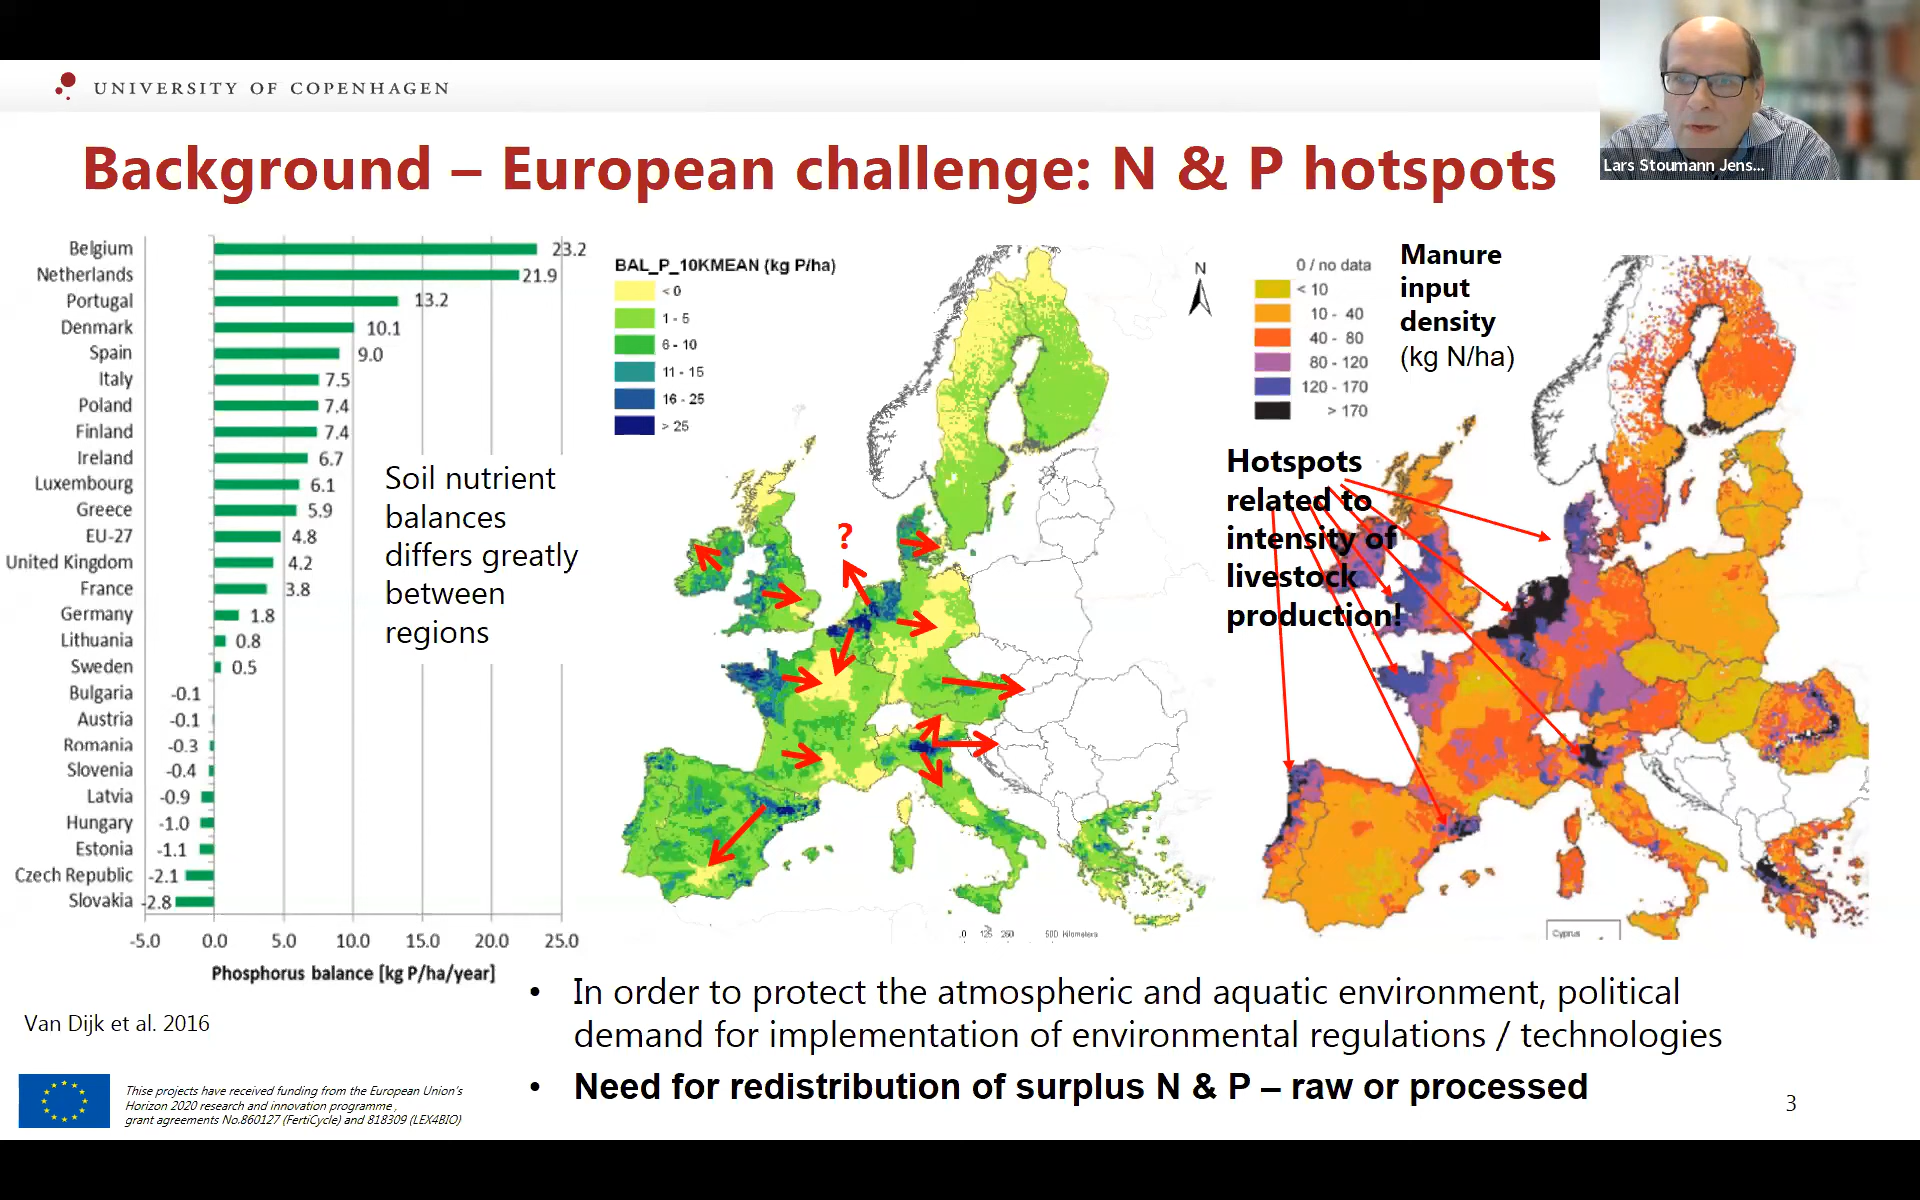 UNIVERSITY OF COPENHAGEN
Lars Stoumann Jens...
Background – European challenge: N & P hotspots
Belgium 23.2
Netherlands 21.9
Portugal 13.2
Denmark 10.1
Spain 9.0
Italy 7.5
Poland 7.4
Finland 7.4
Ireland 6.7
Luxembourg 6.1
Greece 5.9
EU-27 4.8
United Kingdom 4.2
France 3.8
Germany 1.8
Lithuania 0.8
Sweden 0.5
Bulgaria -0.1
Austria -0.1
Romania -0.3
Slovenia -0.4
Latvia -0.9
Hungary -1.0
Estonia -1.1
Czech Republic -2.1
Slovakia -2.8
-5.0 0.0 5.0 10.0 15.0 20.0 25.0
Phosphorus balance [kg P/ha/year]
Soil nutrient
balances
differs greatly
between
regions
BAL_P_10KMEAN (kg P/ha)
< 0
1 - 5
6 - 10
11 - 15
16 - 25
> 25
?
N
500 Kilometers
0 / no data
< 10
10 - 40
40 - 80
80 - 120
120 - 170
> 170
Manure
input
density
(kg N/ha)
Hotspots
related to
intensity of
livestock
production!
Cyprus
• In order to protect the atmospheric and aquatic environment, political
demand for implementation of environmental regulations / technologies
• Need for redistribution of surplus N & P – raw or processed
Van Dijk et al. 2016
Thise projects have received funding from the European Union's
Horizon 2020 research and innovation programme ,
grant agreements No.860127 (FertiCycle) and 818309 (LEX4BIO)
3